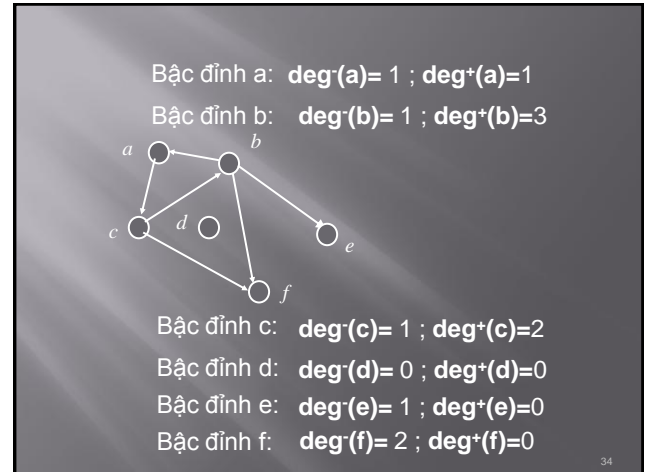 Bậc đỉnh a: deg⁻(a)= 1 ; deg⁺(a)=1
Bậc đỉnh b: deg⁻(b)= 1 ; deg⁺(b)=3
a b
c d e
f
Bậc đỉnh c: deg⁻(c)= 1 ; deg⁺(c)=2
Bậc đỉnh d: deg⁻(d)= 0 ; deg⁺(d)=0
Bậc đỉnh e: deg⁻(e)= 1 ; deg⁺(e)=0
Bậc đỉnh f: deg⁻(f)= 2 ; deg⁺(f)=0
34